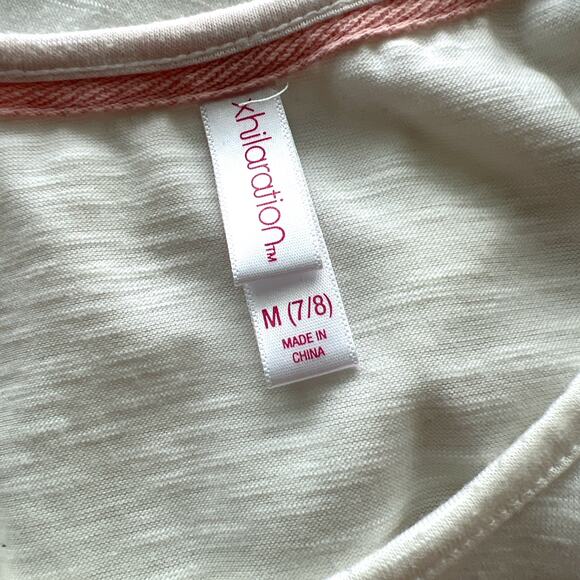 xhilaration™
M (7/8)
MADE IN
CHINA